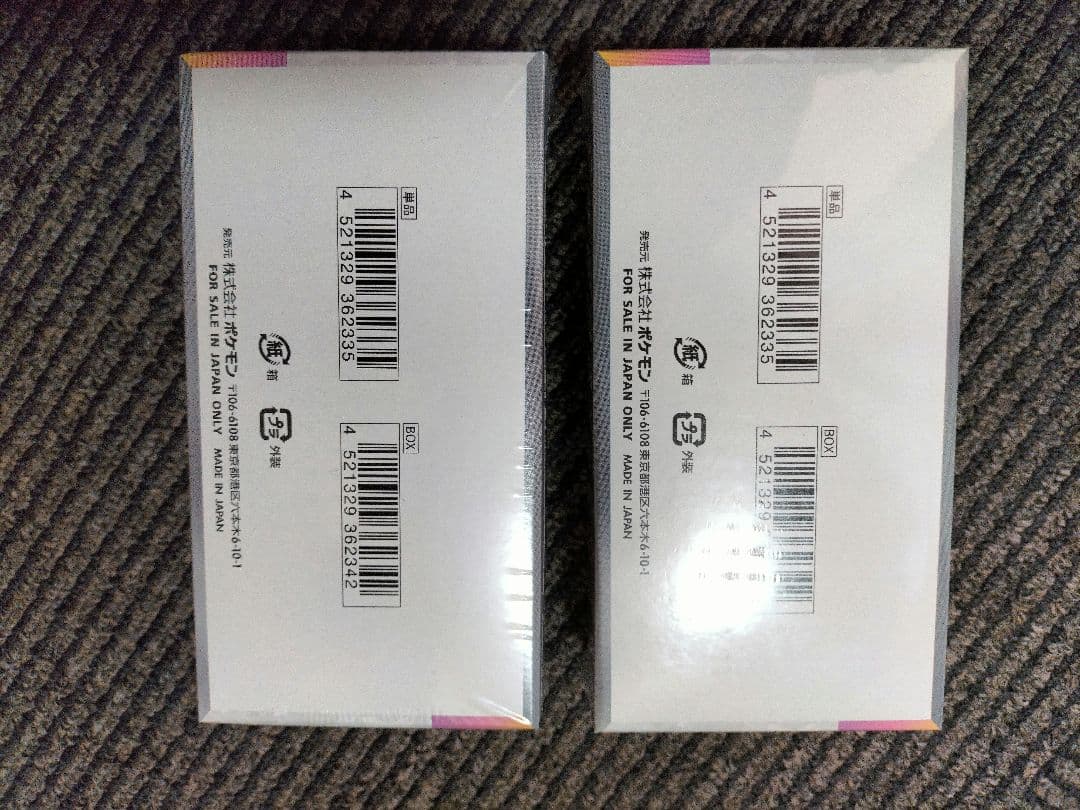 単品
4 521329 362335
BOX
4 521329 362342
紙 箱
プラ 外装
発売元 株式会社 ポケモン 〒106-6108 東京都港区六本木6-10-1
FOR SALE IN JAPAN ONLY MADE IN JAPAN
単品
4 521329 362335
BOX
4 521329
紙 箱
プラ 外装
発売元 株式会社 ポケモン 〒106-6108 東京都港区六本木6-10-1
FOR SALE IN JAPAN ONLY MADE IN JAPAN